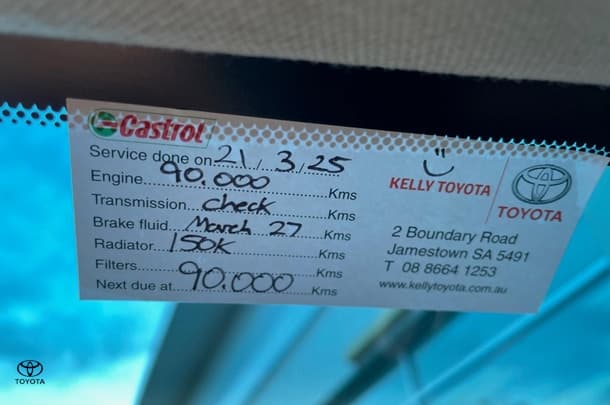 Castrol
Service done on 21/3/25
Engine 90.000 Kms
Transmission check Kms
Brake fluid March 27 Kms
Radiator 150K Kms
Filters Kms
Next due at 90.000 Kms
KELLY TOYOTA
TOYOTA
2 Boundary Road
Jamestown SA 5491
T 08 8664 1253
www.kellytoyota.com.au
TOYOTA